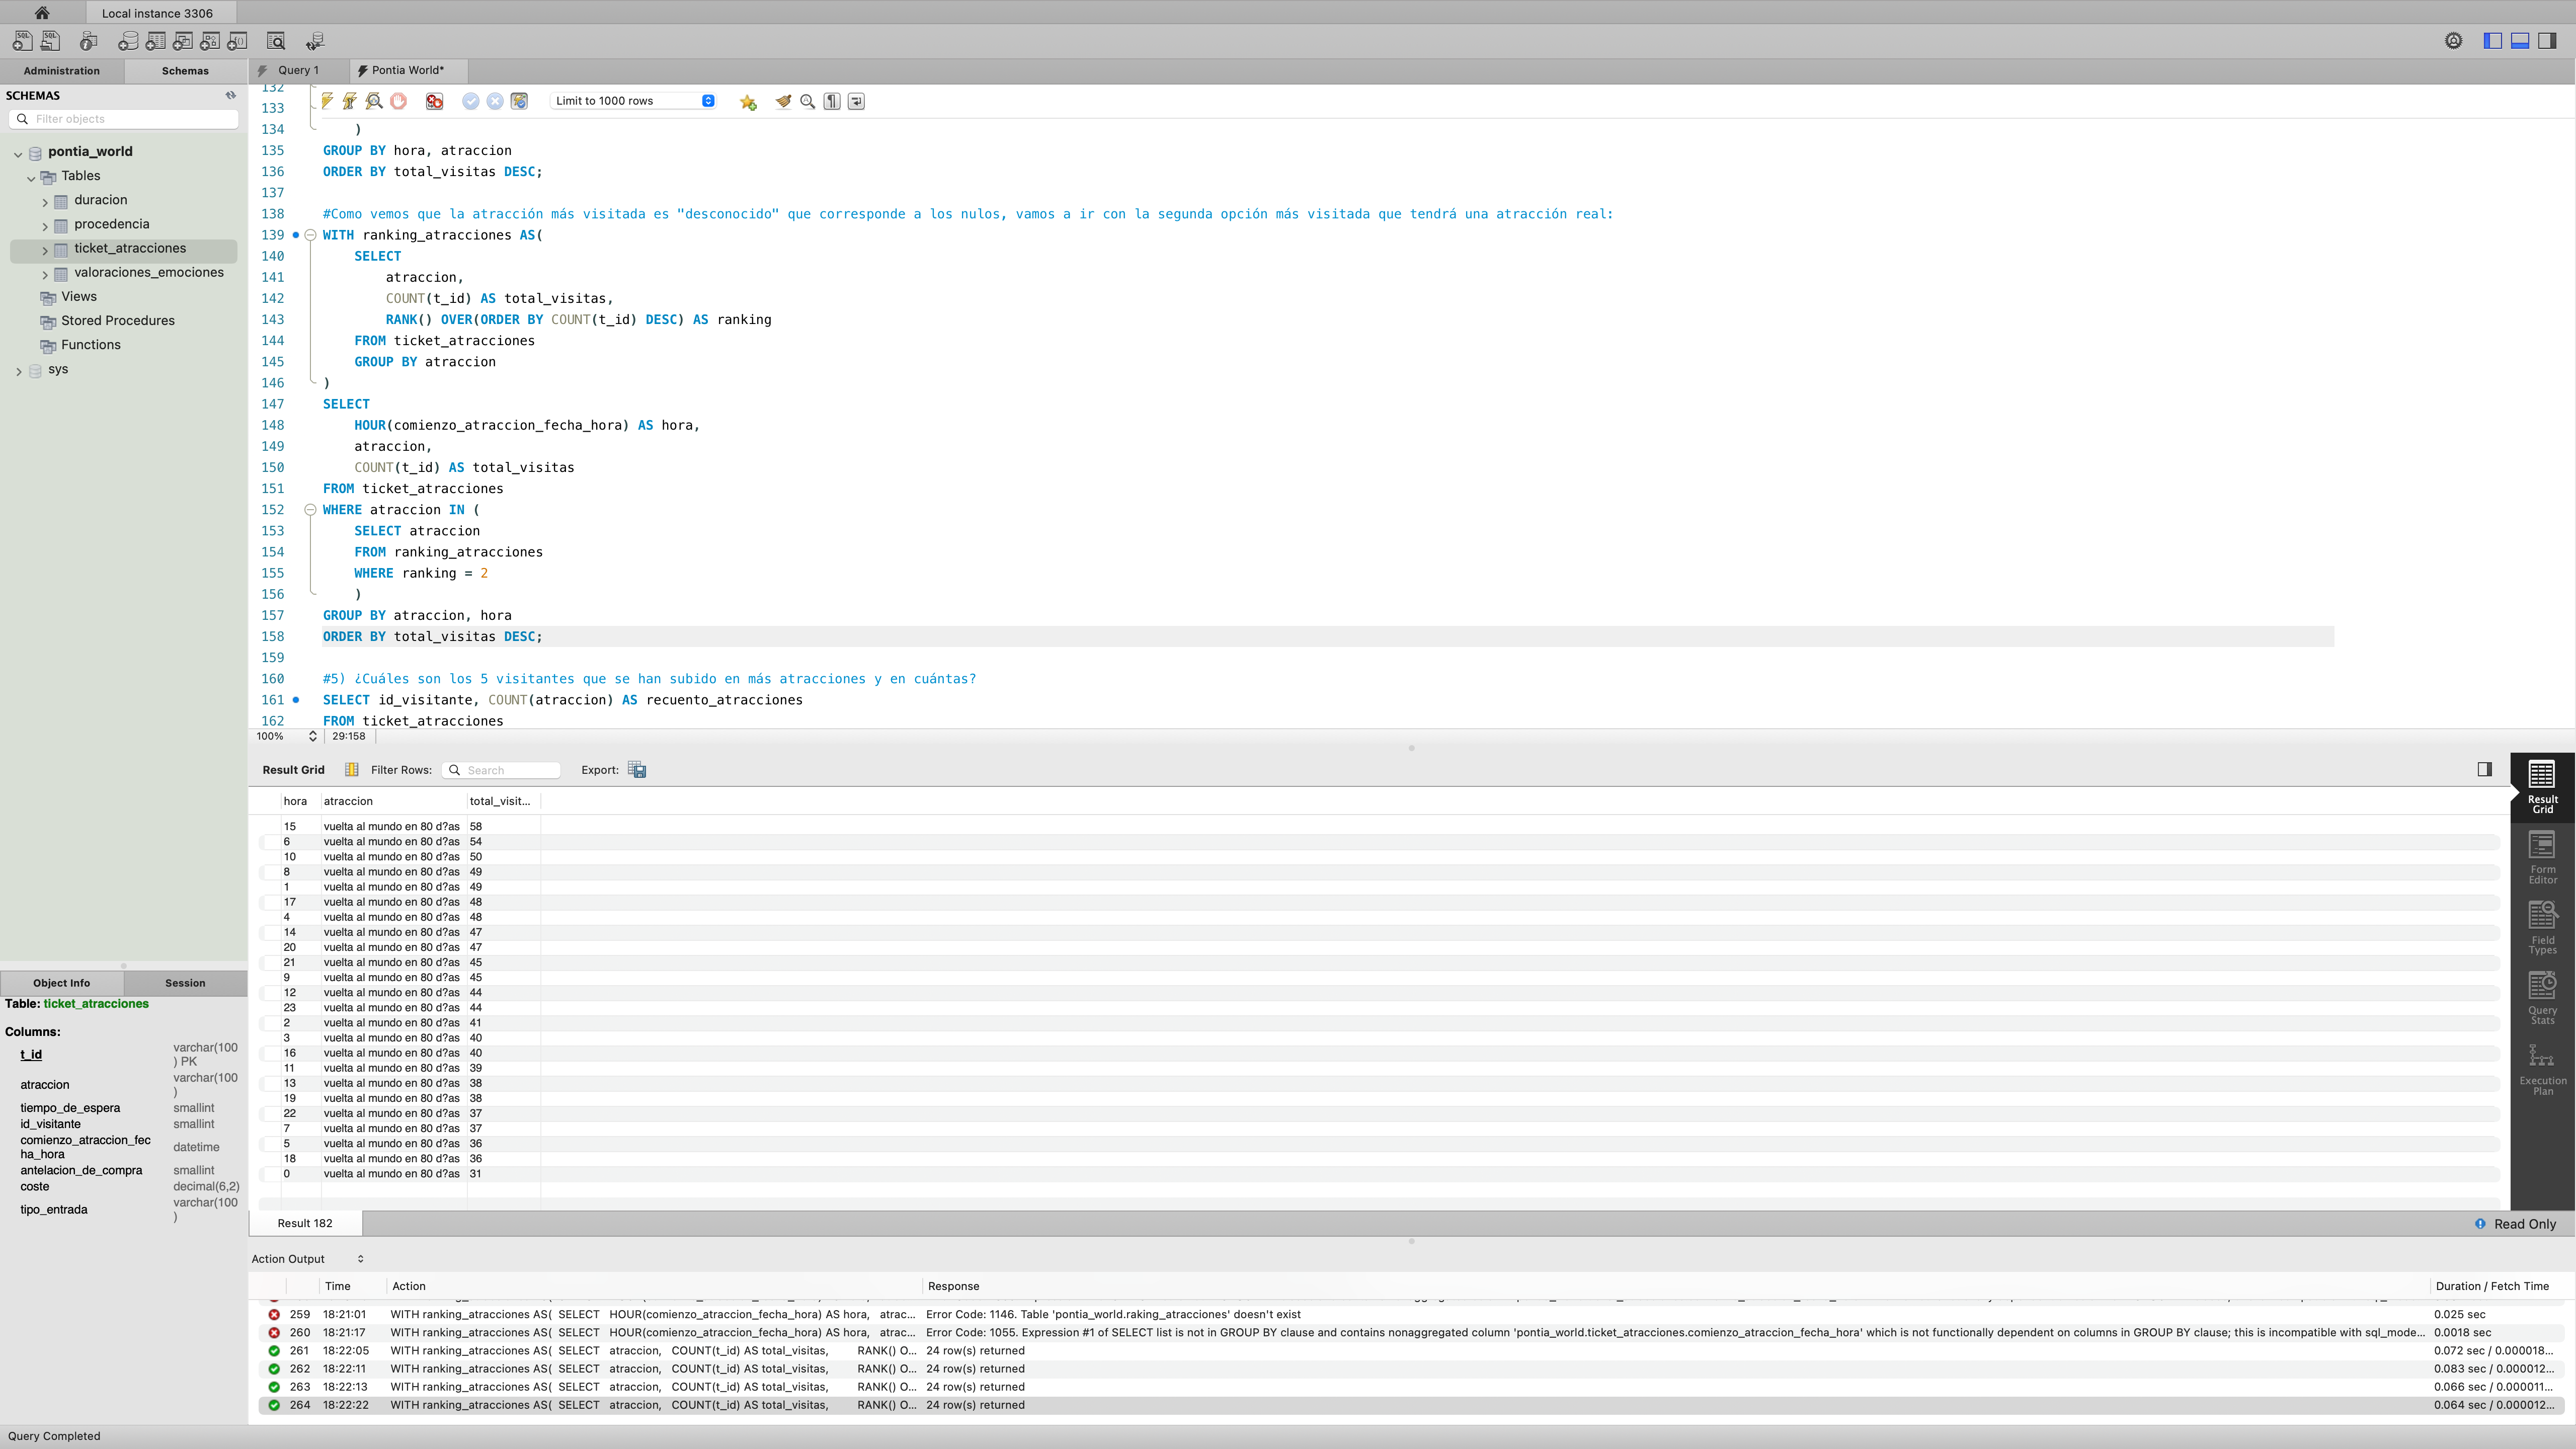 Local instance 3306
Administration
Schemas
Query 1
Pontia World*
SCHEMAS
Filter objects
pontia_world
Tables
duracion
procedencia
ticket_atracciones
valoraciones_emociones
Views
Stored Procedures
Functions
sys
Limit to 1000 rows
132
133
134 )
135 GROUP BY hora, atraccion
136 ORDER BY total_visitas DESC;
137
138 #Como vemos que la atracción más visitada es "desconocido" que corresponde a los nulos, vamos a ir con la segunda opción más visitada que tendrá una atracción real:
139 WITH ranking_atracciones AS(
140 SELECT
141 atraccion,
142 COUNT(t_id) AS total_visitas,
143 RANK() OVER(ORDER BY COUNT(t_id) DESC) AS ranking
144 FROM ticket_atracciones
145 GROUP BY atraccion
146 )
147 SELECT
148 HOUR(comienzo_atraccion_fecha_hora) AS hora,
149 atraccion,
150 COUNT(t_id) AS total_visitas
151 FROM ticket_atracciones
152 WHERE atraccion IN (
153 SELECT atraccion
154 FROM ranking_atracciones
155 WHERE ranking = 2
156 )
157 GROUP BY atraccion, hora
158 ORDER BY total_visitas DESC;
159
160 #5) ¿Cuáles son los 5 visitantes que se han subido en más atracciones y en cuántas?
161 SELECT id_visitante, COUNT(atraccion) AS recuento_atracciones
162 FROM ticket_atracciones
100% 29:158
Result Grid Filter Rows: Search Export:
hora atraccion total_visit...
15 vuelta al mundo en 80 d?as 58
6 vuelta al mundo en 80 d?as 54
10 vuelta al mundo en 80 d?as 50
8 vuelta al mundo en 80 d?as 49
1 vuelta al mundo en 80 d?as 49
17 vuelta al mundo en 80 d?as 48
4 vuelta al mundo en 80 d?as 48
14 vuelta al mundo en 80 d?as 47
20 vuelta al mundo en 80 d?as 47
21 vuelta al mundo en 80 d?as 45
9 vuelta al mundo en 80 d?as 45
12 vuelta al mundo en 80 d?as 44
23 vuelta al mundo en 80 d?as 44
2 vuelta al mundo en 80 d?as 41
3 vuelta al mundo en 80 d?as 40
16 vuelta al mundo en 80 d?as 40
11 vuelta al mundo en 80 d?as 39
13 vuelta al mundo en 80 d?as 38
19 vuelta al mundo en 80 d?as 38
22 vuelta al mundo en 80 d?as 37
7 vuelta al mundo en 80 d?as 37
5 vuelta al mundo en 80 d?as 36
18 vuelta al mundo en 80 d?as 36
0 vuelta al mundo en 80 d?as 31
Result Grid
Form Editor
Field Types
Query Stats
Execution Plan
Result 182
Read Only
Object Info
Session
Table: ticket_atracciones
Columns:
t_id varchar(100) PK
atraccion varchar(100)
tiempo_de_espera smallint
id_visitante smallint
comienzo_atraccion_fecha_hora datetime
antelacion_de_compra smallint
coste decimal(6,2)
tipo_entrada varchar(100)
Action Output
Time Action Response Duration / Fetch Time
259 18:21:01 WITH ranking_atracciones AS( SELECT HOUR(comienzo_atraccion_fecha_hora) AS hora, atrac... Error Code: 1146. Table 'pontia_world.raking_atracciones' doesn't exist 0.025 sec
260 18:21:17 WITH ranking_atracciones AS( SELECT HOUR(comienzo_atraccion_fecha_hora) AS hora, atrac... Error Code: 1055. Expression #1 of SELECT list is not in GROUP BY clause and contains nonaggregated column 'pontia_world.ticket_atracciones.comienzo_atraccion_fecha_hora' which is not functionally dependent on columns in GROUP BY clause; this is incompatible with sql_mode... 0.0018 sec
261 18:22:05 WITH ranking_atracciones AS( SELECT atraccion, COUNT(t_id) AS total_visitas, RANK() O... 24 row(s) returned 0.072 sec / 0.000018...
262 18:22:11 WITH ranking_atracciones AS( SELECT atraccion, COUNT(t_id) AS total_visitas, RANK() O... 24 row(s) returned 0.083 sec / 0.000012...
263 18:22:13 WITH ranking_atracciones AS( SELECT atraccion, COUNT(t_id) AS total_visitas, RANK() O... 24 row(s) returned 0.066 sec / 0.000011...
264 18:22:22 WITH ranking_atracciones AS( SELECT atraccion, COUNT(t_id) AS total_visitas, RANK() O... 24 row(s) returned 0.064 sec / 0.000012...
Query Completed